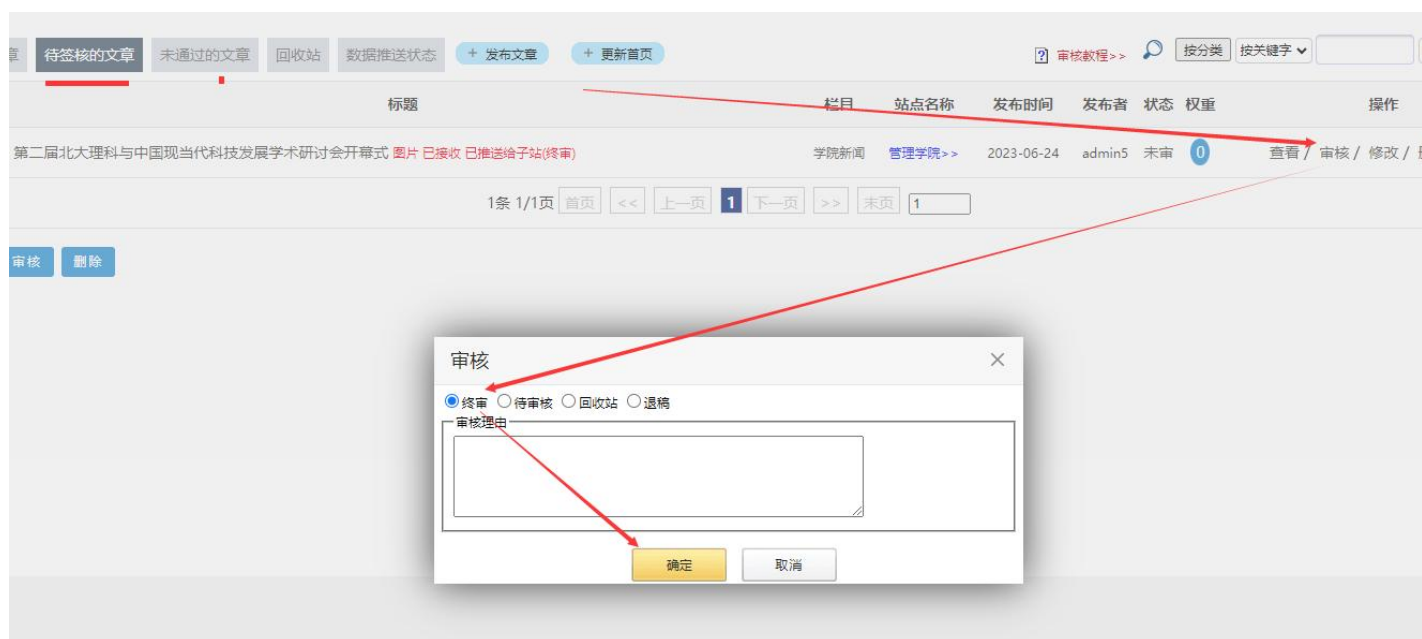 章 待签核的文章 未通过的文章 回收站 数据推送状态 + 发布文章 + 更新首页 ? 审核教程>> 按分类 按关键字
标题 栏目 站点名称 发布时间 发布者 状态 权重 操作
第二届北大理科与中国现当代科技发展学术研讨会开幕式 图片 已接收 已推送给子站(终审) 学院新闻 管理学院>> 2023-06-24 admin5 未审 0 查看 / 审核 / 修改 /
1条 1/1页 首页 << 上一页 1 下一页 >> 末页 1
审核 删除
审核 ×
终审 待审核 回收站 退稿
审核理由
确定 取消